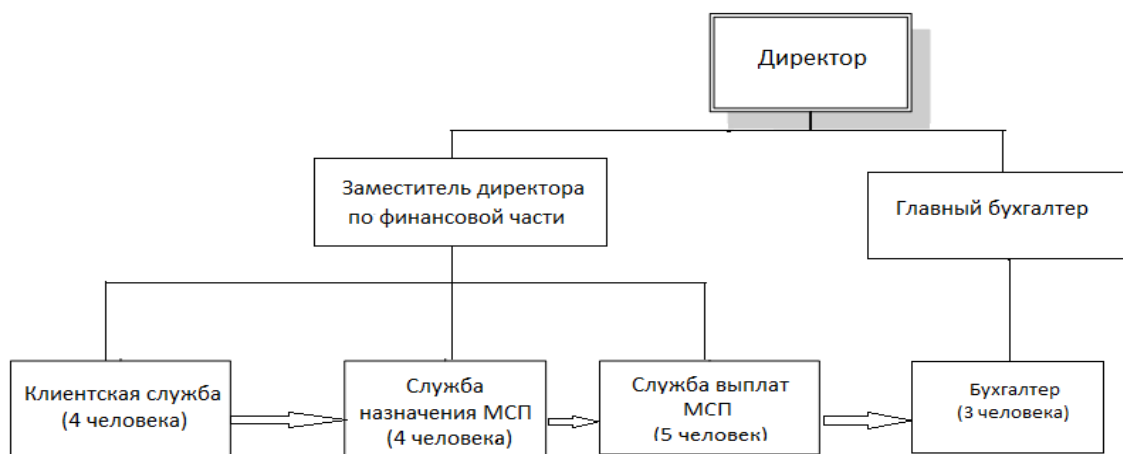 Директор
Заместитель директора
по финансовой части
Главный бухгалтер
Клиентская служба
(4 человека)
Служба
назначения МСП
(4 человека)
Служба выплат
МСП
(5 человек)
Бухгалтер
(3 человека)